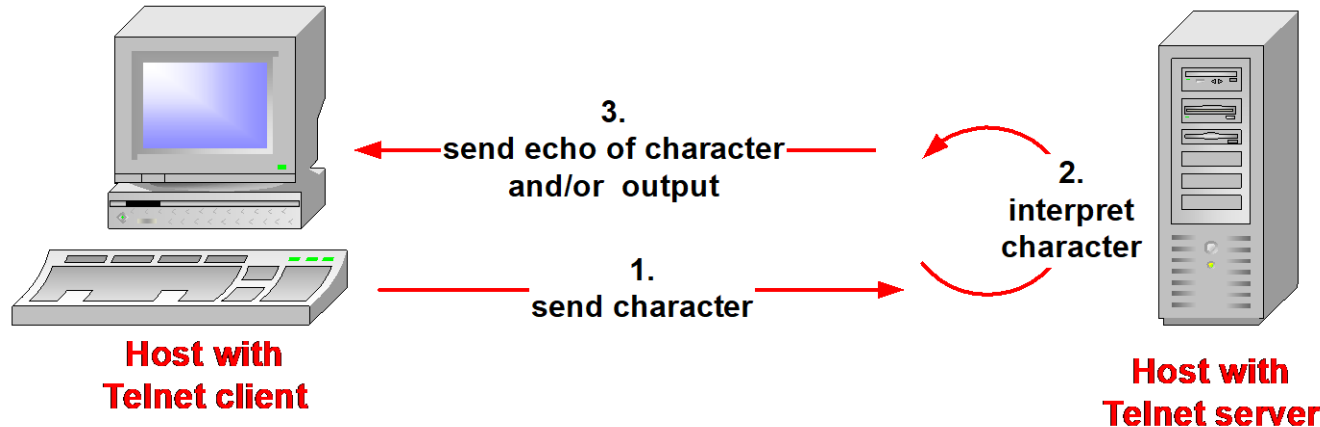 3.
send echo of character
and/or output
2.
interpret
character
1.
send character
Host with
Telnet client
Host with
Telnet server